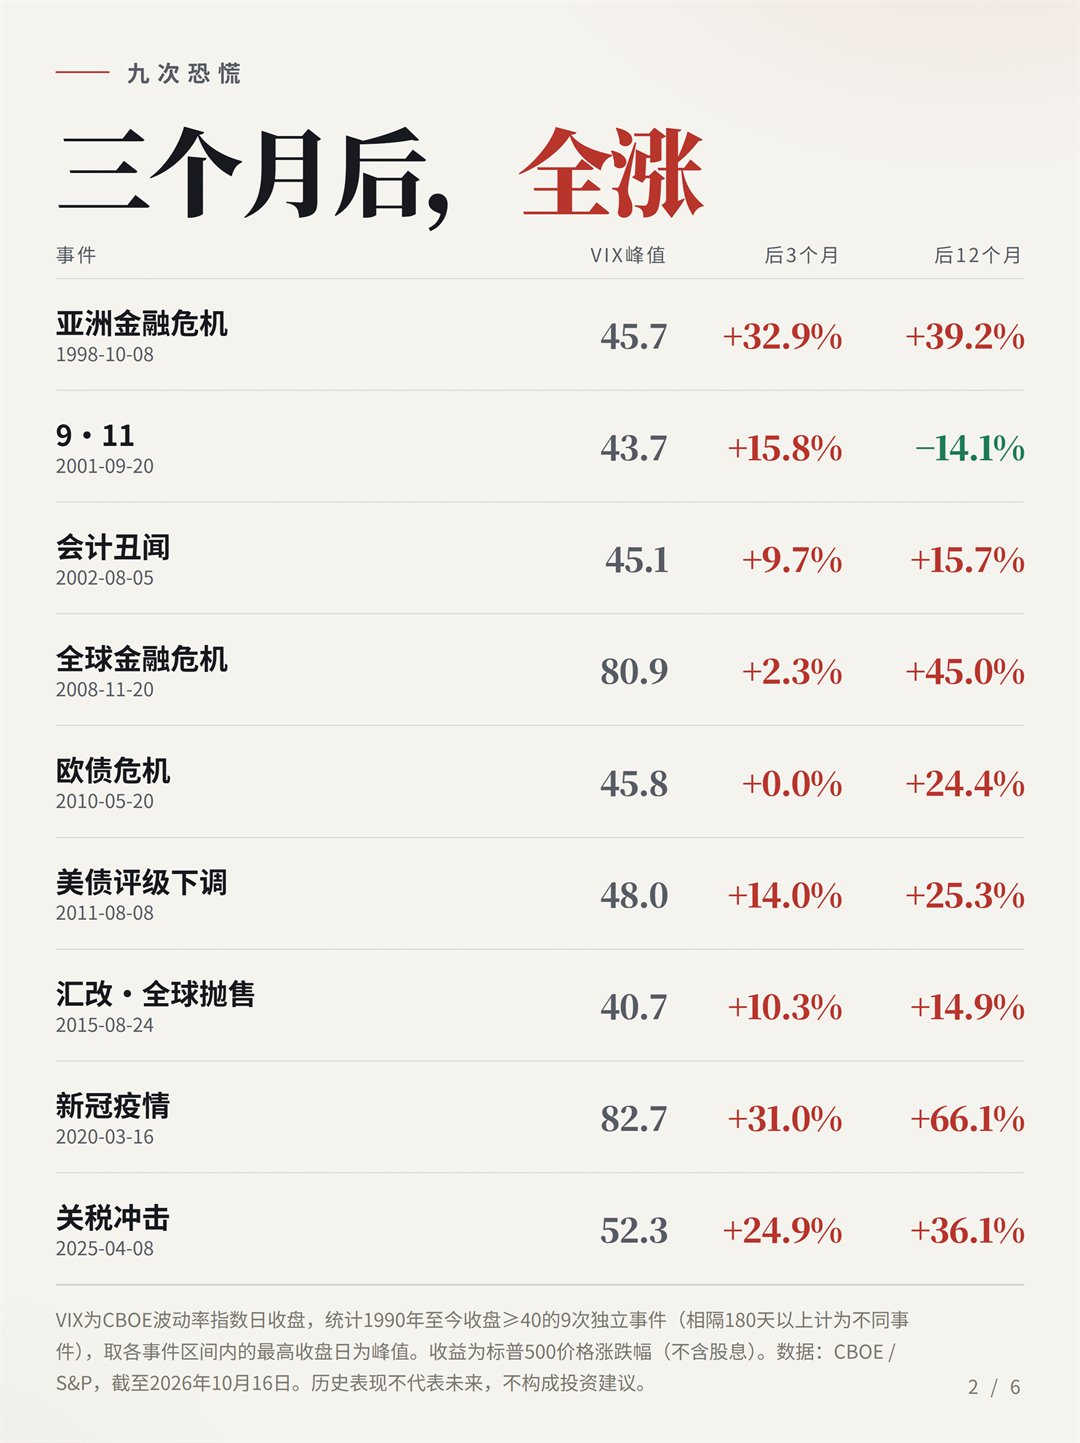 九次恐慌
三个月后，全涨
事件 VIX峰值 后3个月 后12个月
亚洲金融危机 45.7 +32.9% +39.2%
1998-10-08
9·11 43.7 +15.8% −14.1%
2001-09-20
会计丑闻 45.1 +9.7% +15.7%
2002-08-05
全球金融危机 80.9 +2.3% +45.0%
2008-11-20
欧债危机 45.8 +0.0% +24.4%
2010-05-20
美债评级下调 48.0 +14.0% +25.3%
2011-08-08
汇改·全球抛售 40.7 +10.3% +14.9%
2015-08-24
新冠疫情 82.7 +31.0% +66.1%
2020-03-16
关税冲击 52.3 +24.9% +36.1%
2025-04-08
VIX为CBOE波动率指数日收盘，统计1990年至今收盘≥40的9次独立事件（相隔180天以上计为不同事
件），取各事件区间内的最高收盘日为峰值。收益为标普500价格涨跌幅（不含股息）。数据：CBOE /
S&P，截至2026年10月16日。历史表现不代表未来，不构成投资建议。
2 / 6